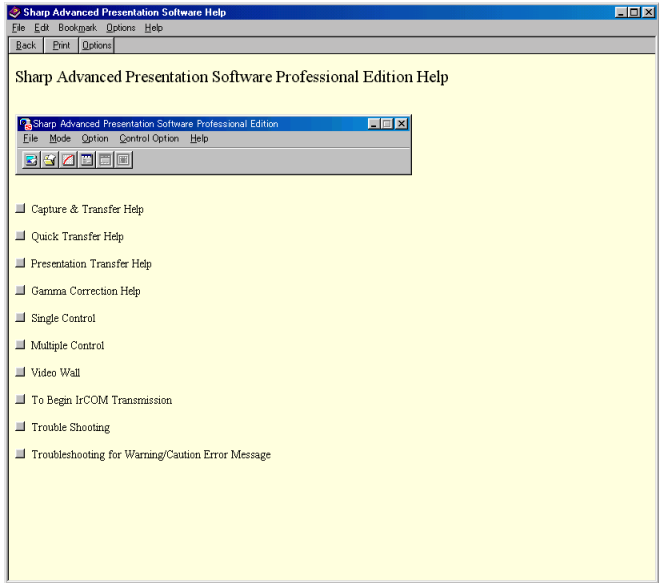 Sharp Advanced Presentation Software Help
File Edit Bookmark Options Help
Back Print Options
Sharp Advanced Presentation Software Professional Edition Help
Sharp Advanced Presentation Software Professional Edition
File Mode Option Control Option Help
Capture & Transfer Help
Quick Transfer Help
Presentation Transfer Help
Gamma Correction Help
Single Control
Multiple Control
Video Wall
To Begin IrCOM Transmission
Trouble Shooting
Troubleshooting for Warning/Caution Error Message